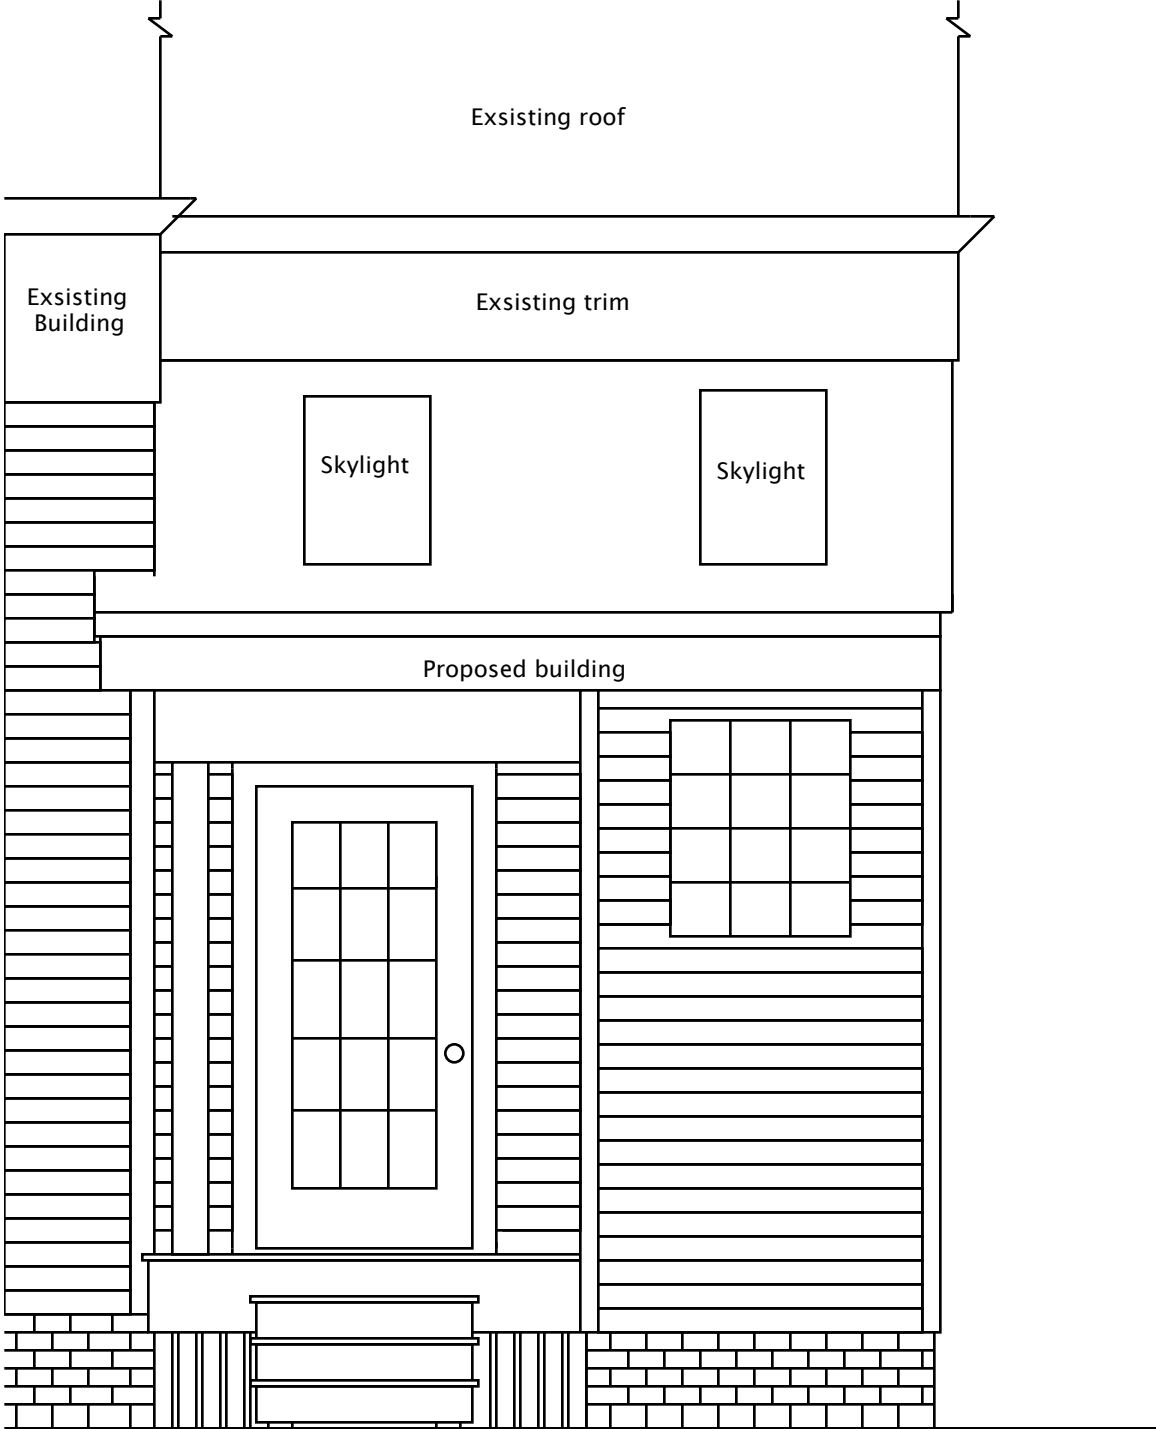 Exsisting roof
Exsisting
Building
Exsisting trim
Skylight
Skylight
Proposed building